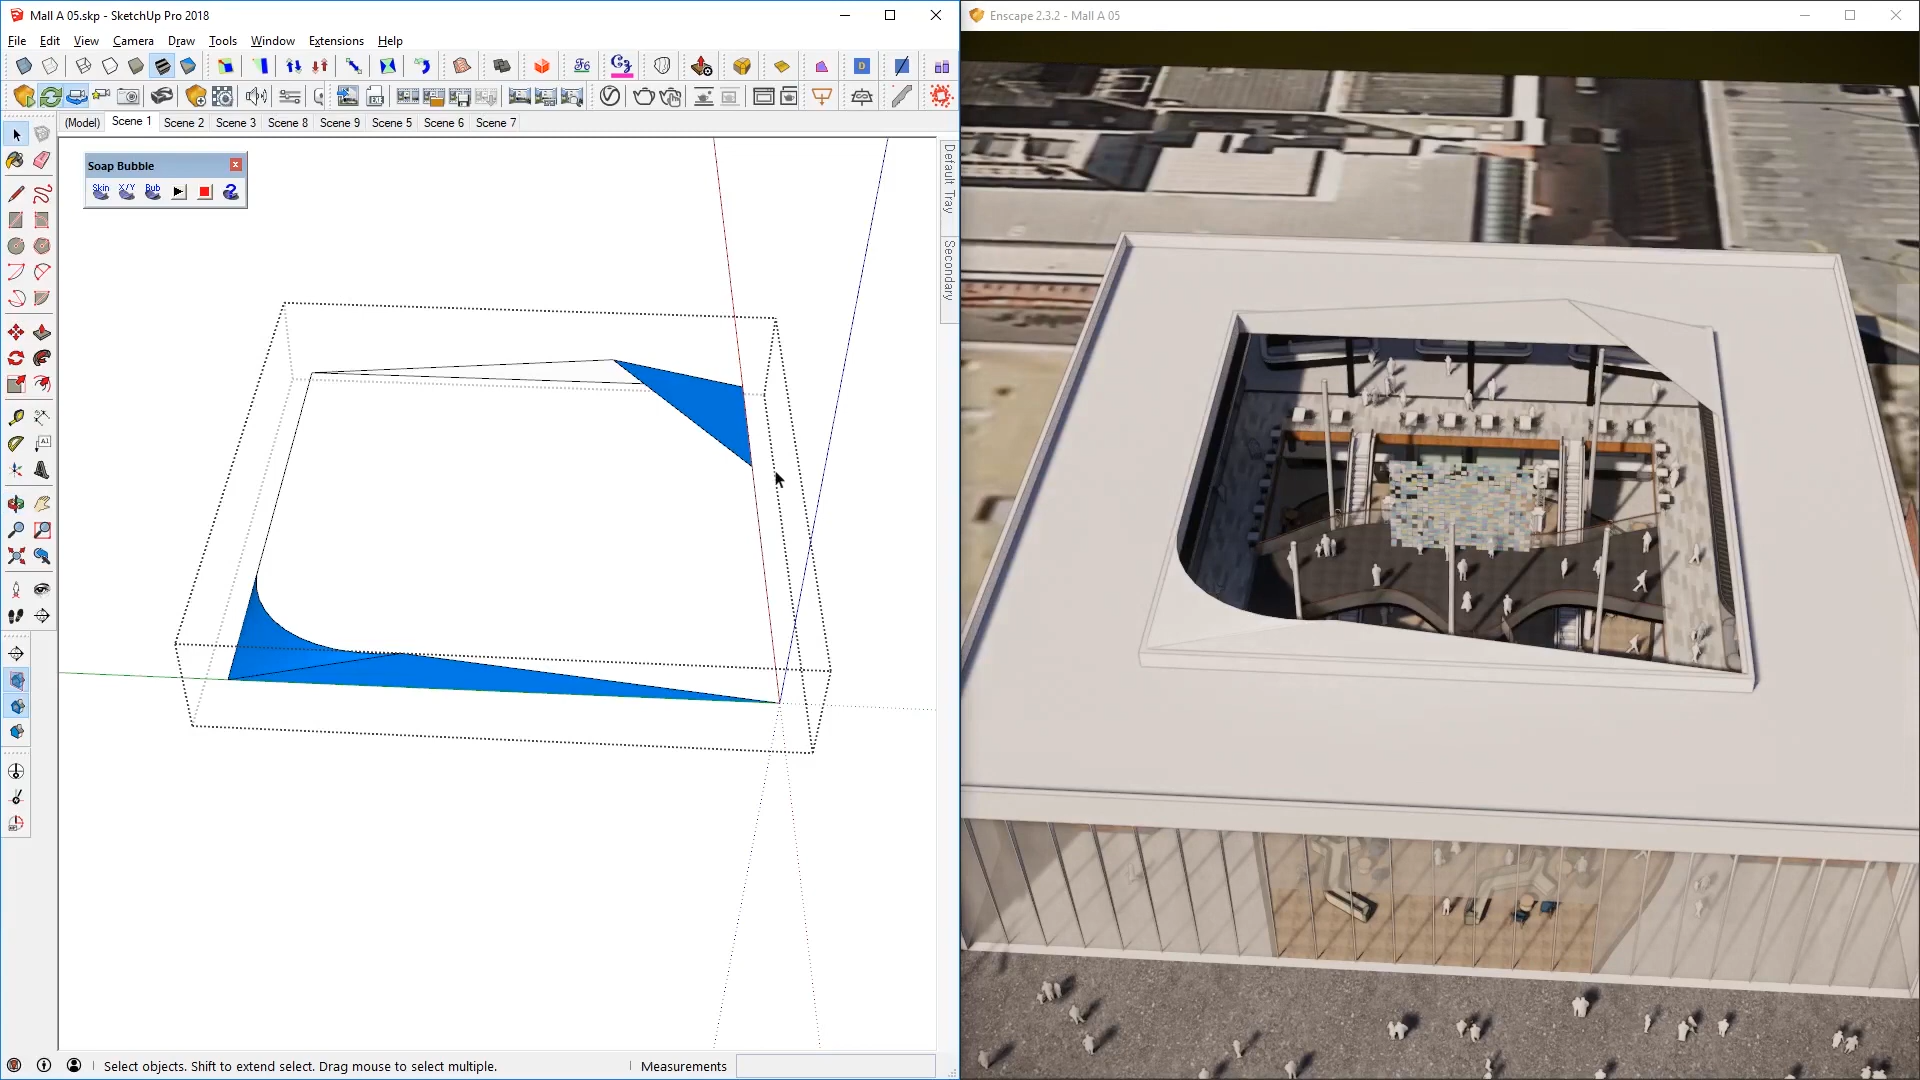 Mall A 05.skp - SketchUp Pro 2018
Enscape 2.3.2 - Mall A 05
File Edit View Camera Draw Tools Window Extensions Help
(Model) Scene 1 Scene 2 Scene 3 Scene 8 Scene 9 Scene 5 Scene 6 Scene 7
Default Tray
Secondary
Soap Bubble
Skin X/Y Bub
Select objects. Shift to extend select. Drag mouse to select multiple.
Measurements